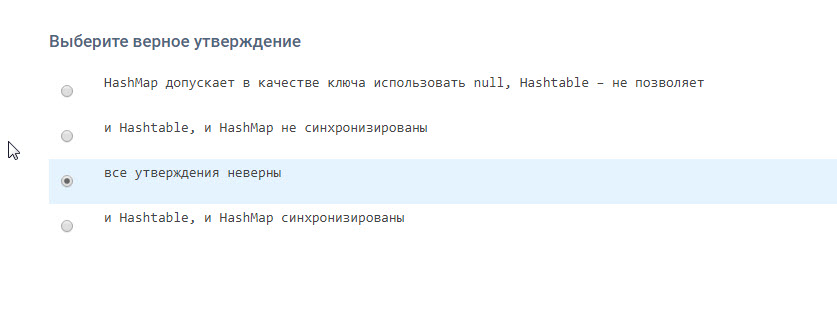 Выберите верное утверждение
HashMap допускает в качестве ключа использовать null, Hashtable – не позволяет
и Hashtable, и HashMap не синхронизированы
все утверждения неверны
и Hashtable, и HashMap синхронизированы